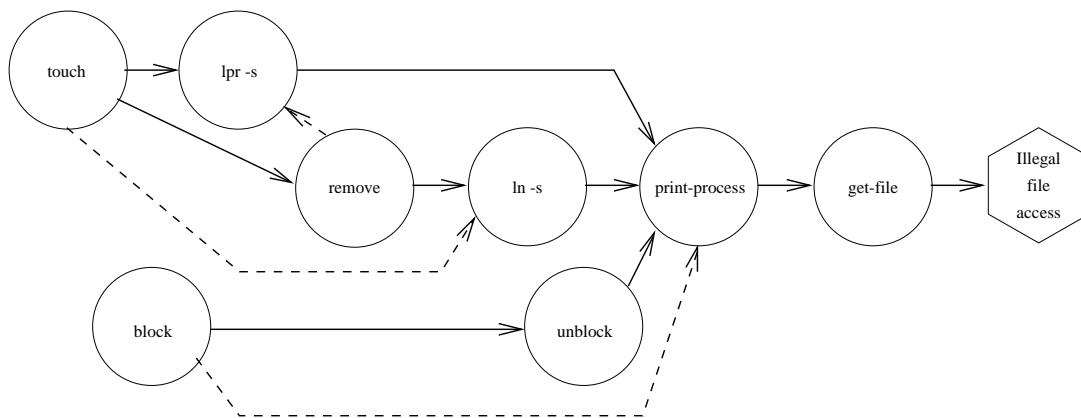 touch
lpr -s
remove
ln -s
print-process
get-file
Illegal
file
access
block
unblock